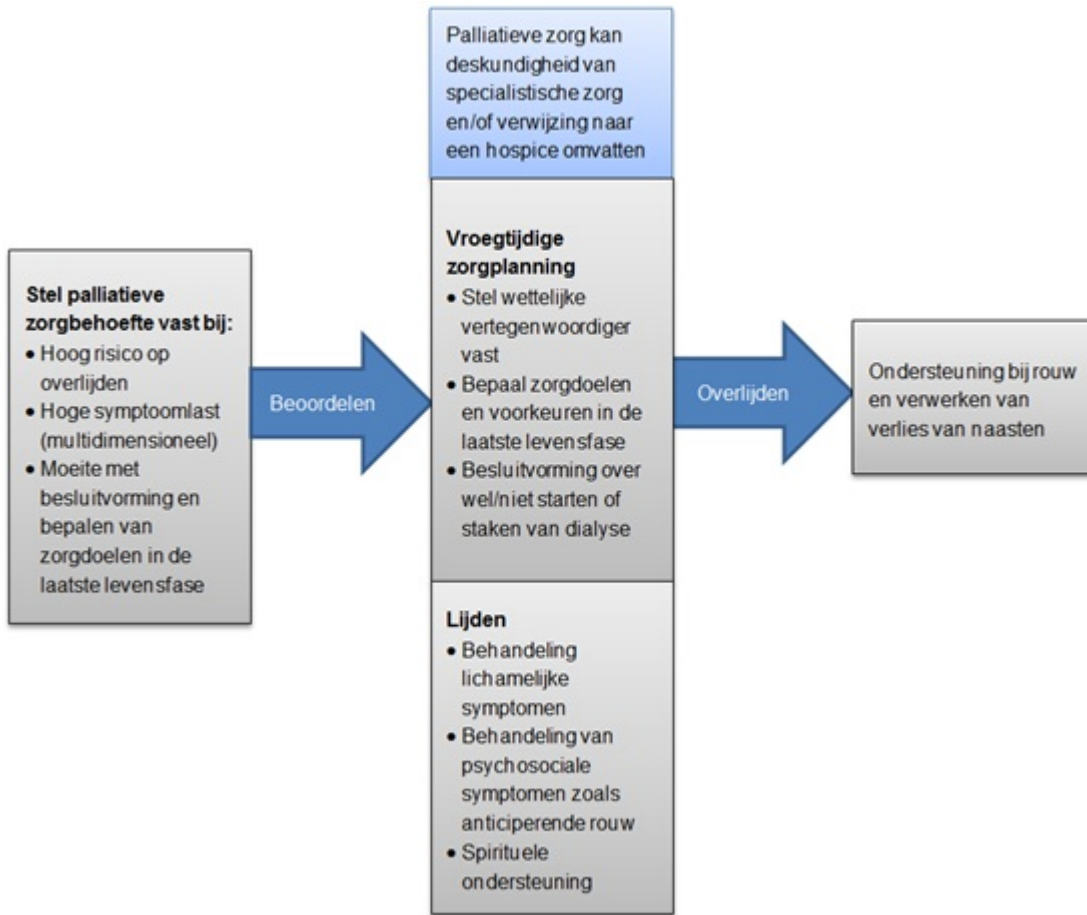 Stel palliatieve
zorgbehoefte vast bij:
• Hoog risico op
overlijden
• Hoge symptoomlast
(multidimensioneel)
• Moeite met
besluitvorming en
bepalen van
zorgdoelen in de
laatste levensfase
Beoordelen
Palliatieve zorg kan
deskundigheid van
specialistische zorg
en/of verwijzing naar
een hospice omvatten
Vroegtijdige
zorgplanning
• Stel wettelijke
vertegenwoordiger
vast
• Bepaal zorgdoelen
en voorkeuren in de
laatste levensfase
• Besluitvorming over
wel/niet starten of
staken van dialyse
Lijden
• Behandeling
lichamelijke
symptomen
• Behandeling van
psychosociale
symptomen zoals
anticiperende rouw
• Spirituele
ondersteuning
Overlijden
Ondersteuning bij rouw
en verwerken van
verlies van naasten